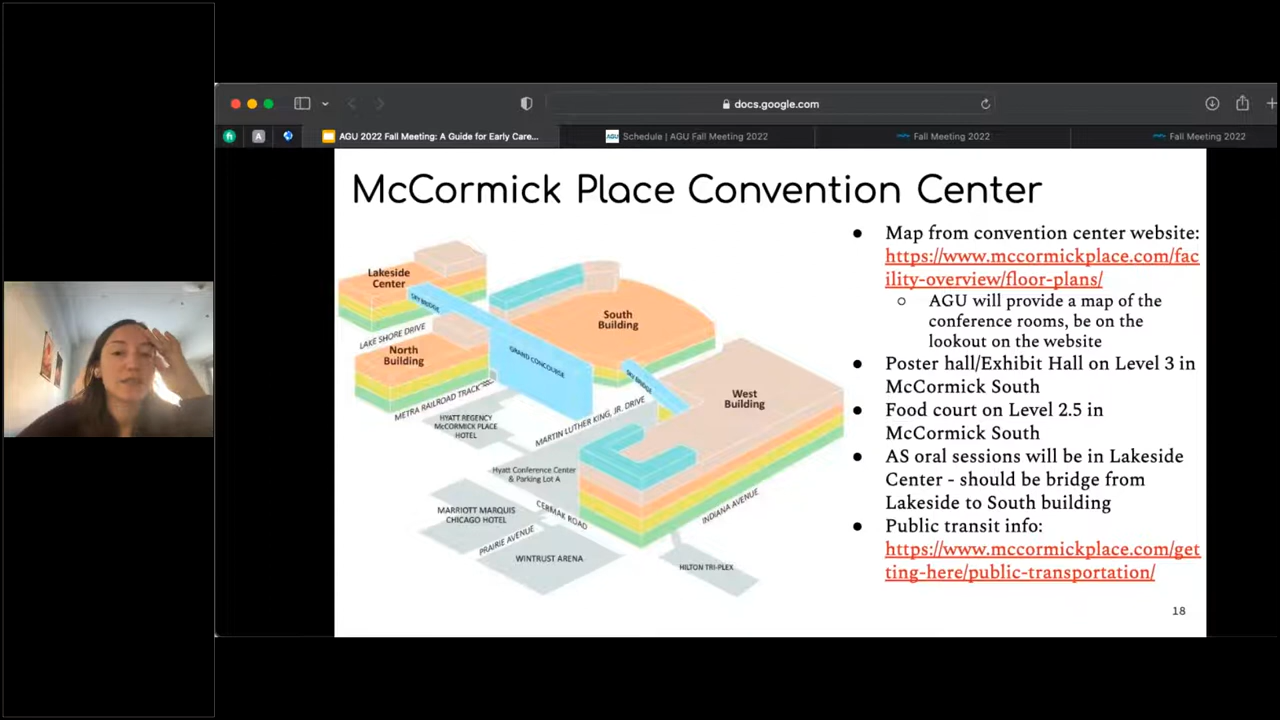 docs.google.com
A
AGU 2022 Fall Meeting: A Guide for Early Care...
AGU
Schedule | AGU Fall Meeting 2022
Fall Meeting 2022
Fall Meeting 2022
McCormick Place Convention Center
Lakeside
Center
SKY BRIDGE
LAKE SHORE DRIVE
North
Building
GRAND CONCOURSE
South
Building
METRA RAILROAD TRACK
SKY BRIDGE
HYATT REGENCY
McCORMICK PLACE
HOTEL
MARTIN LUTHER KING, JR. DRIVE
West
Building
Hyatt Conference Center
& Parking Lot A
MARRIOTT MARQUIS
CHICAGO HOTEL
CERMAK ROAD
INDIANA AVENUE
PRAIRIE AVENUE
WINTRUST ARENA
HILTON TRI-PLEX
● Map from convention center website:
https://www.mccormickplace.com/fac
ility-overview/floor-plans/
○ AGU will provide a map of the
conference rooms, be on the
lookout on the website
● Poster hall/Exhibit Hall on Level 3 in
McCormick South
● Food court on Level 2.5 in
McCormick South
● AS oral sessions will be in Lakeside
Center - should be bridge from
Lakeside to South building
● Public transit info:
https://www.mccormickplace.com/get
ting-here/public-transportation/
18